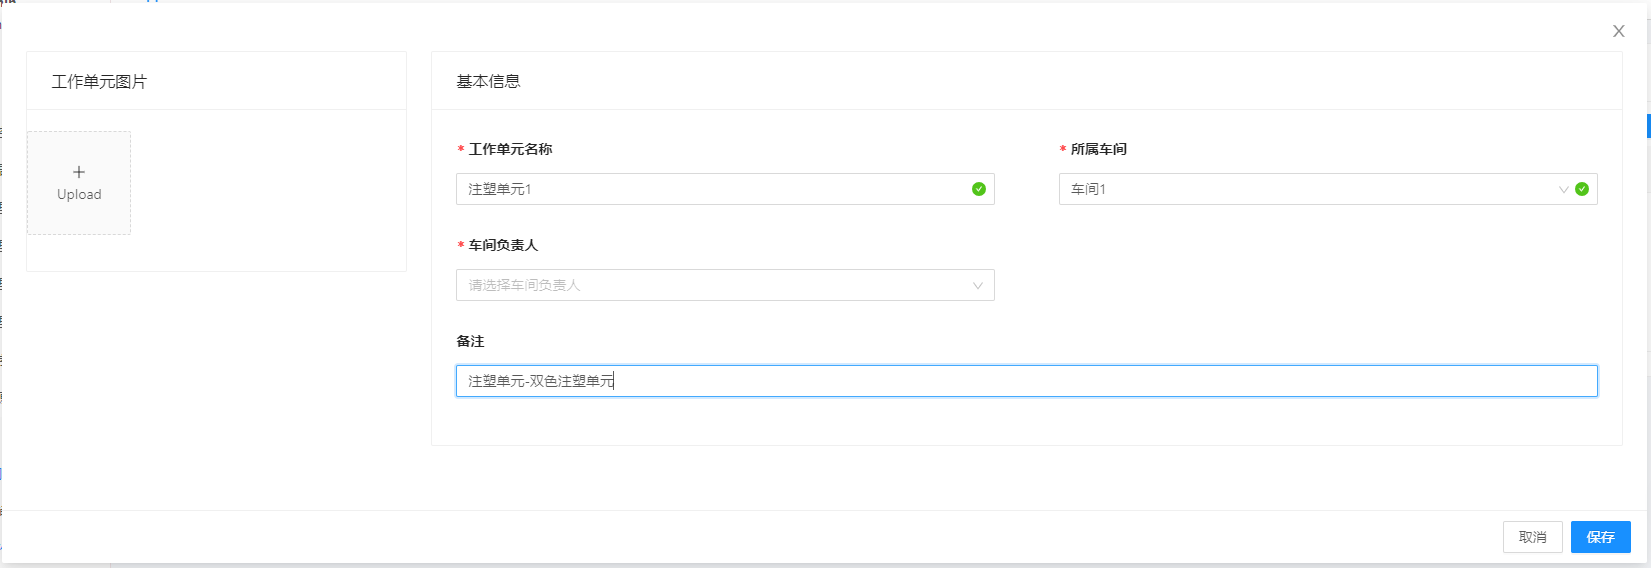 工作单元图片
Upload
基本信息
* 工作单元名称
* 所属车间
注塑单元1
车间1
* 车间负责人
请选择车间负责人
备注
注塑单元-双色注塑单元
取消
保存